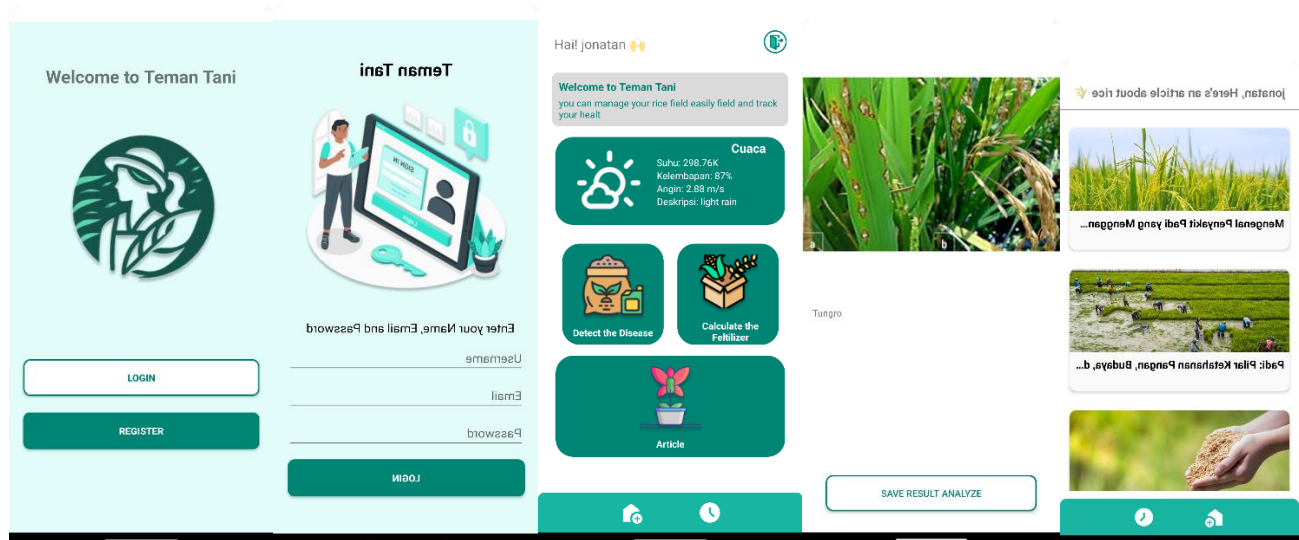 Welcome to Teman Tani
LOGIN
REGISTER
Teman Tani
SIGN IN
Login
Enter your Name, Email and Password
Username
Email
Password
LOGIN
Hai! jonatan 🙌
Welcome to Teman Tani
you can manage your rice field easily field and track
your healt
Cuaca
Suhu: 298.76K
Kelembapan: 87%
Angin: 2.88 m/s
Deskripsi: light rain
Detect the Disease
Calculate the
Feltilizer
Article
a
b
Tungro
SAVE RESULT ANALYZE
jonatan, Here's an article about rice 🌾
Mengenal Penyakit Padi yang Menggan...
Padi: Pilar Ketahanan Pangan, Budaya, d...